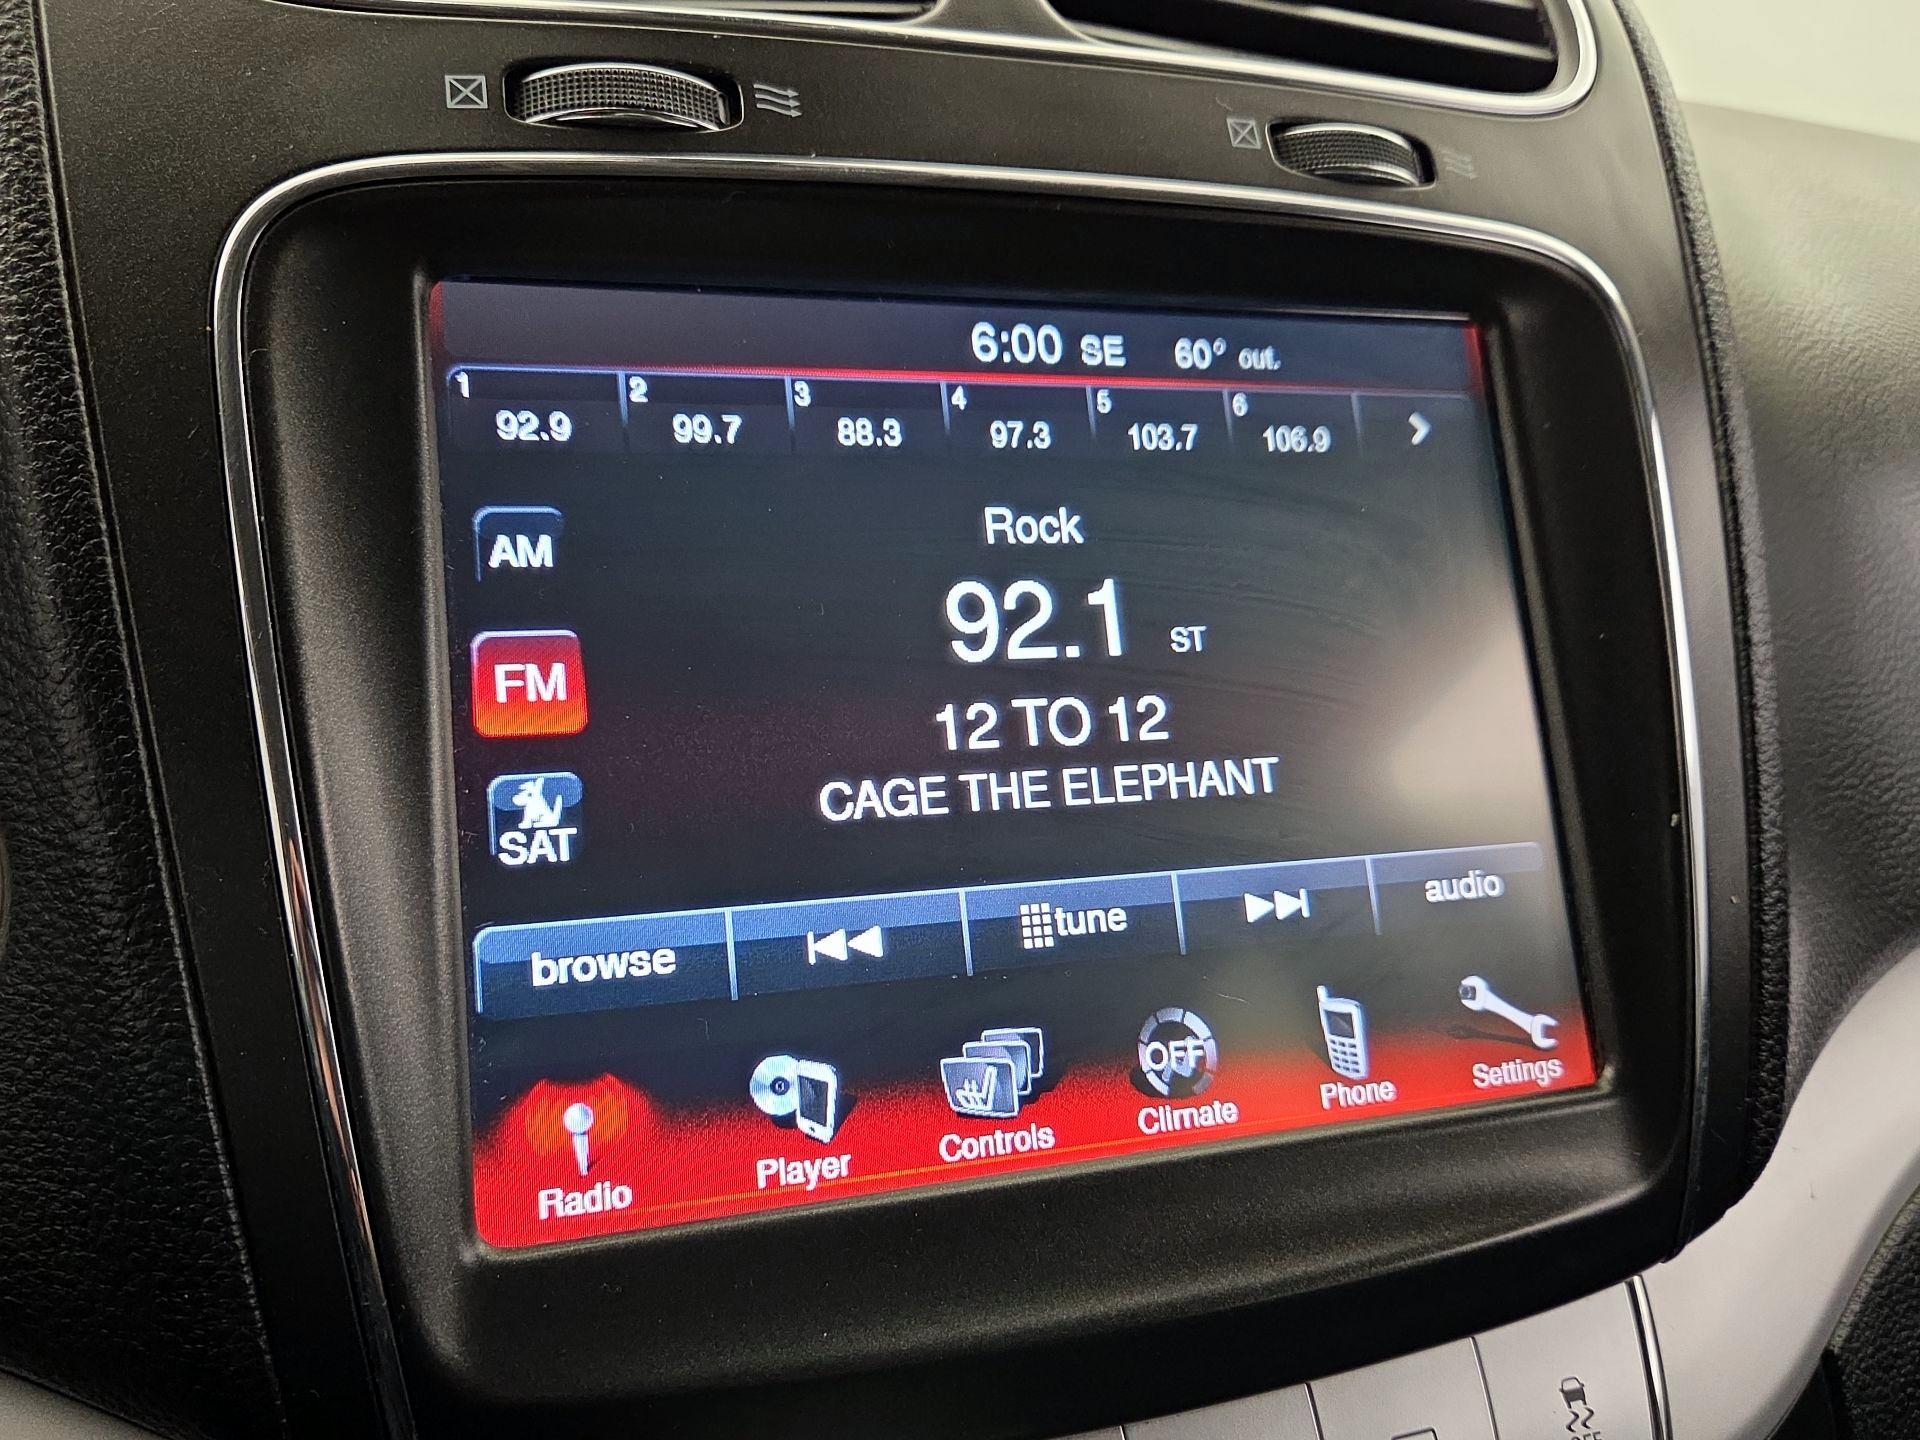 6:00 SE 60° out.
1 2 3 4 5 6
92.9 99.7 88.3 97.3 103.7 106.9
AM
Rock
92.1 ST
FM
12 TO 12
CAGE THE ELEPHANT
SAT
browse tune audio
OFF
Radio Player Controls Climate Phone Settings
OFF